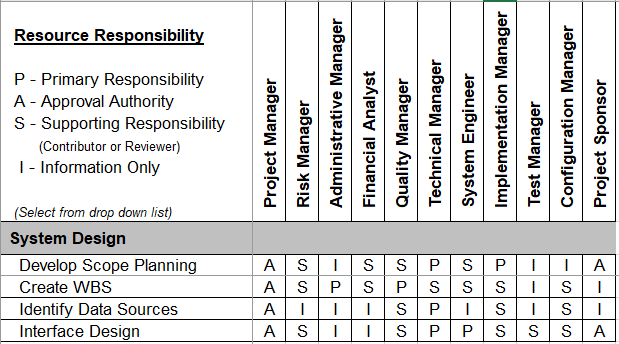 Resource Responsibility
P - Primary Responsibility
A - Approval Authority
S - Supporting Responsibility
(Contributor or Reviewer)
I - Information Only
(Select from drop down list)
Project Manager
Risk Manager
Administrative Manager
Financial Analyst
Quality Manager
Technical Manager
System Engineer
Implementation Manager
Test Manager
Configuration Manager
Project Sponsor
System Design
Develop Scope Planning A S I S S P S P I I A
Create WBS A S P S P S S S I S I
Identify Data Sources A I I I S P I S I S I
Interface Design A S I I S P P S S S A